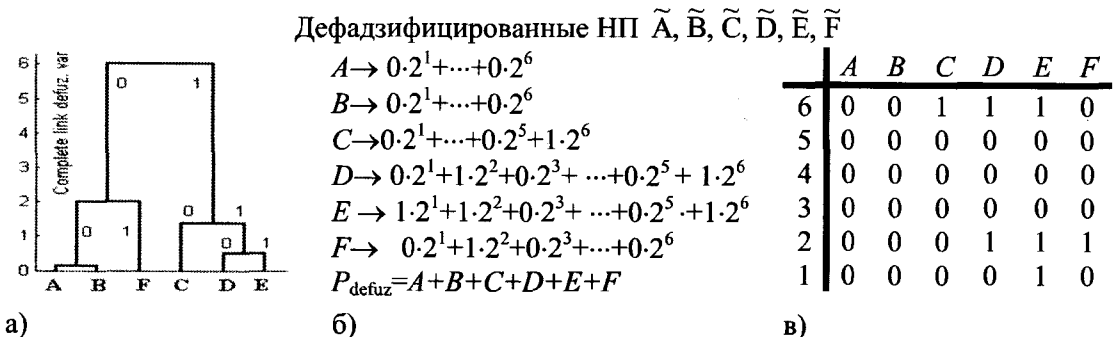 Дефадзифицированные НП Ã, B̃, C̃, D̃, Ẽ, F̃
Complete link defuz. var
6
5
4
3
2
1
0
0 1
0 1
0 1
0 1
A B F C D E
а)
A→ 0·2¹+···+0·2⁶
B→ 0·2¹+···+0·2⁶
C→0·2¹+···+0·2⁵+1·2⁶
D→ 0·2¹+1·2²+0·2³+ ···+0·2⁵ + 1·2⁶
E → 1·2¹+1·2²+0·2³+ ···+0·2⁵ ·+1·2⁶
F→ 0·2¹+1·2²+0·2³+···+0·2⁶
P_defuz=A+B+C+D+E+F
б)
A B C D E F
6 0 0 1 1 1 0
5 0 0 0 0 0 0
4 0 0 0 0 0 0
3 0 0 0 0 0 0
2 0 0 0 1 1 1
1 0 0 0 0 1 0
в)